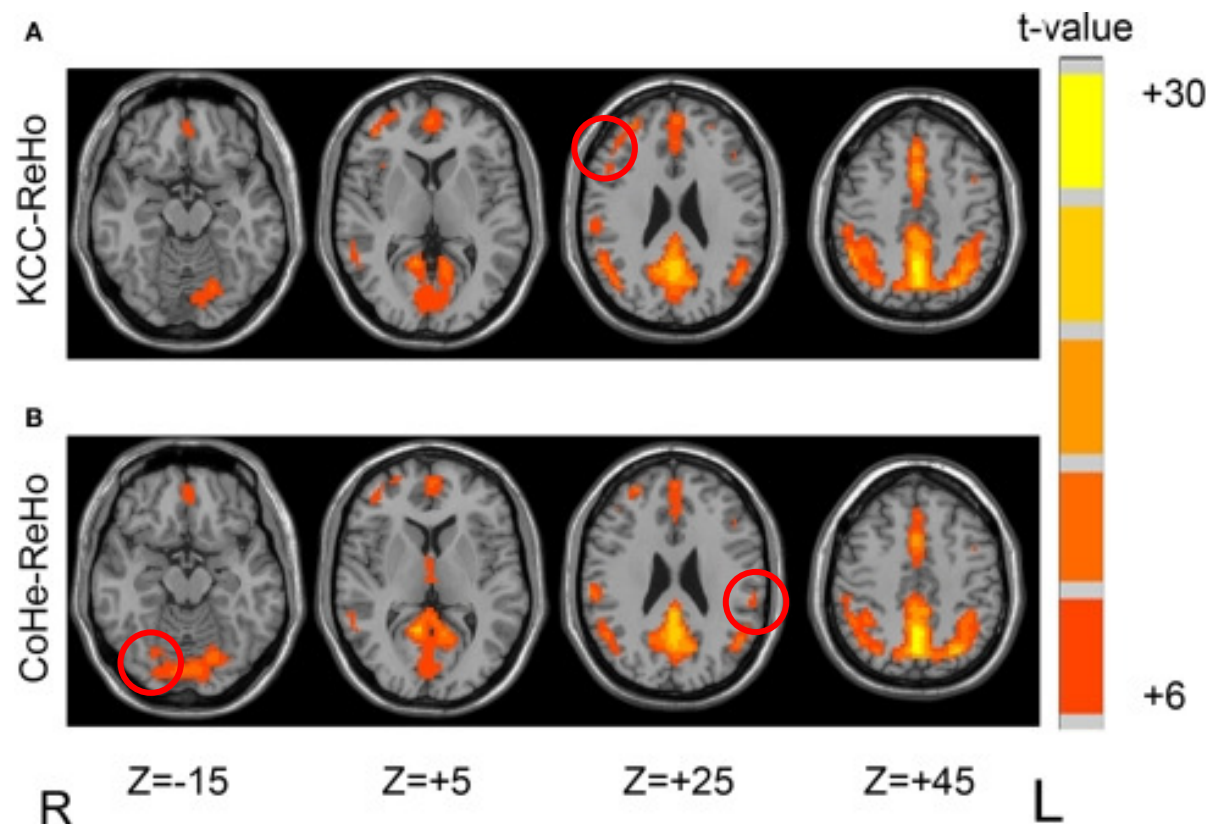 A
t-value
KCC-ReHo
+30
B
CoHe-ReHo
+6
Z=-15
Z=+5
Z=+25
Z=+45
R
L